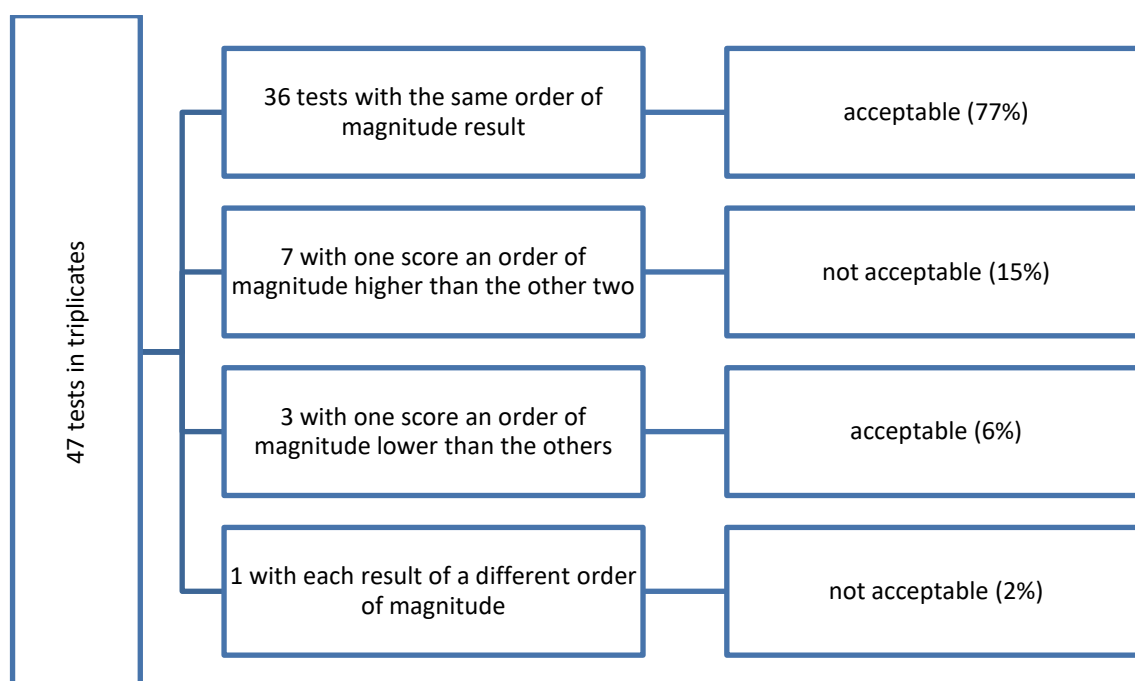 47 tests in triplicates
36 tests with the same order of
magnitude result
acceptable (77%)
7 with one score an order of
magnitude higher than the other two
not acceptable (15%)
3 with one score an order of
magnitude lower than the others
acceptable (6%)
1 with each result of a different order
of magnitude
not acceptable (2%)